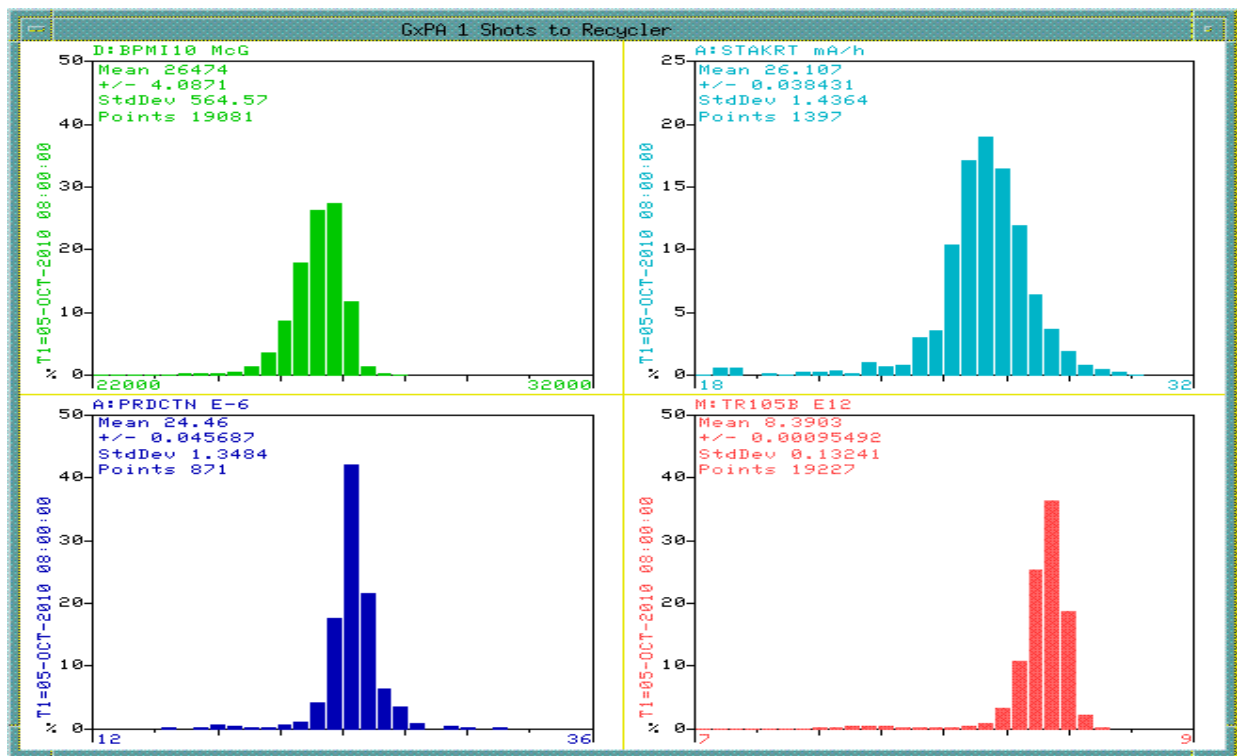 GxPA 1 Shots to Recycler
D:BPMI10 McG
Mean 26474
+/- 4.0871
StdDev 564.57
Points 19081
50
40
30
20
10
% 0
T1=05-OCT-2010 08:00:00
22000 32000
A:STAKRT mA/h
Mean 26.107
+/- 0.038431
StdDev 1.4364
Points 1397
25
20
15
10
5
% 0
T1=05-OCT-2010 08:00:00
18 32
A:PRDCTN E-6
Mean 24.46
+/- 0.045687
StdDev 1.3484
Points 871
50
40
30
20
10
% 0
T1=05-OCT-2010 08:00:00
12 36
M:TR105B E12
Mean 8.3903
+/- 0.00095492
StdDev 0.13241
Points 19227
50
40
30
20
10
% 0
T1=05-OCT-2010 08:00:00
7 9